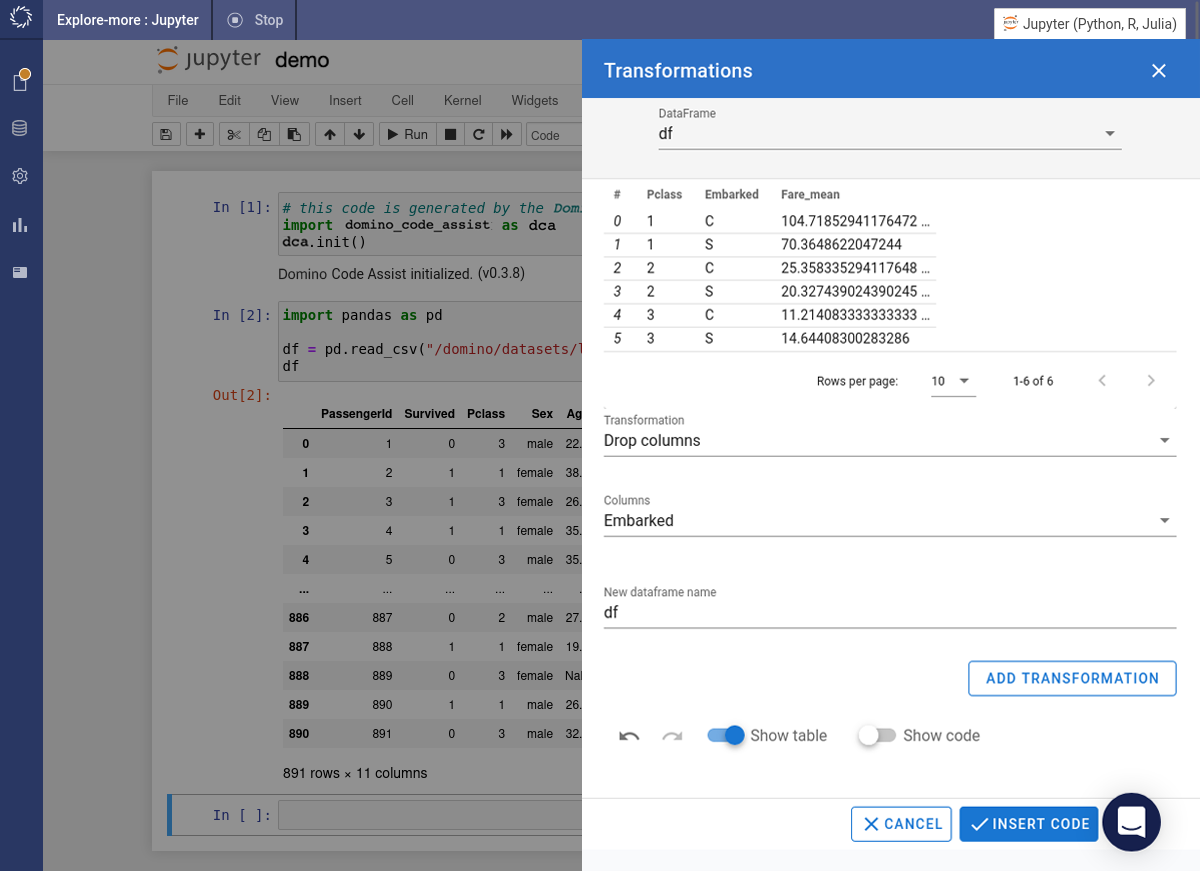 Explore-more : Jupyter
Stop
Jupyter (Python, R, Julia)
jupyter demo
File Edit View Insert Cell Kernel Widgets
Run Code
In [1]: # this code is generated by the
import domino_code_assist as dca
dca.init()
Domino Code Assist initialized. (v0.3.8)
In [2]: import pandas as pd
df = pd.read_csv("/domino/datasets/
df
Out[2]:
PassengerId Survived Pclass Sex
0 1 0 3 male 22.
1 2 1 1 female 38.
2 3 1 3 female 26.
3 4 1 1 female 35.
4 5 0 3 male 35.
... ... ... ... ... ...
886 887 0 2 male 27.
887 888 1 1 female 19.
888 889 0 3 female
889 890 1 1 male 26.
890 891 0 3 male 32.
891 rows × 11 columns
In [ ]:
Transformations
DataFrame
df
# Pclass Embarked Fare_mean
0 1 C 104.71852941176472 ...
1 1 S 70.3648622047244
2 2 C 25.358335294117648 ...
3 2 S 20.327439024390245 ...
4 3 C 11.214083333333333 ...
5 3 S 14.64408300283286
Rows per page: 10 1-6 of 6
Transformation
Drop columns
Columns
Embarked
New dataframe name
df
ADD TRANSFORMATION
Show table Show code
CANCEL INSERT CODE